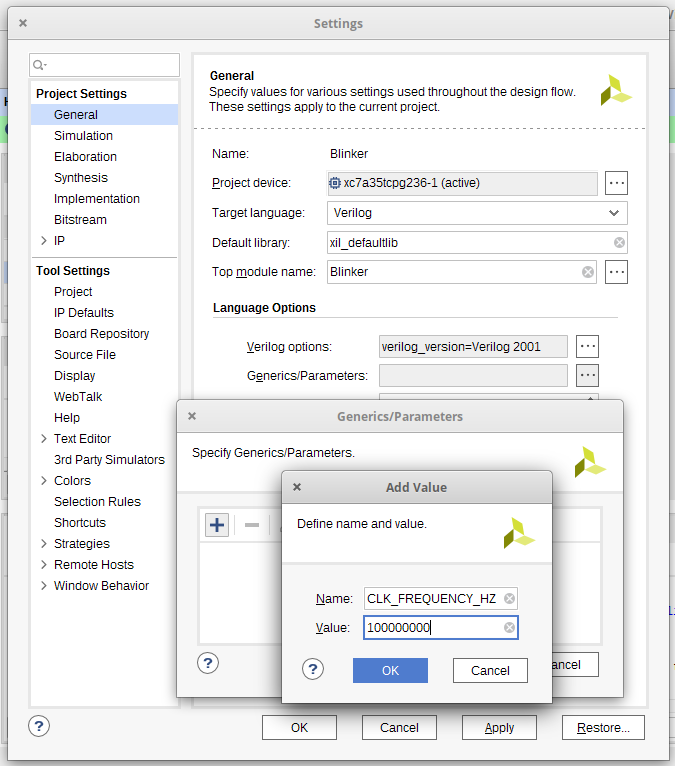 Settings
Project Settings
General
Simulation
Elaboration
Synthesis
Implementation
Bitstream
IP
Tool Settings
Project
IP Defaults
Board Repository
Source File
Display
WebTalk
Help
Text Editor
3rd Party Simulators
Colors
Selection Rules
Shortcuts
Strategies
Remote Hosts
Window Behavior
General
Specify values for various settings used throughout the design flow.
These settings apply to the current project.
Name: Blinker
Project device: xc7a35tcpg236-1 (active)
Target language: Verilog
Default library: xil_defaultlib
Top module name: Blinker
Language Options
Verilog options: verilog_version=Verilog 2001
Generics/Parameters:
Generics/Parameters
Specify Generics/Parameters.
Add Value
Define name and value.
Name: CLK_FREQUENCY_HZ
Value: 100000000
OK Cancel
OK Cancel Apply Restore...